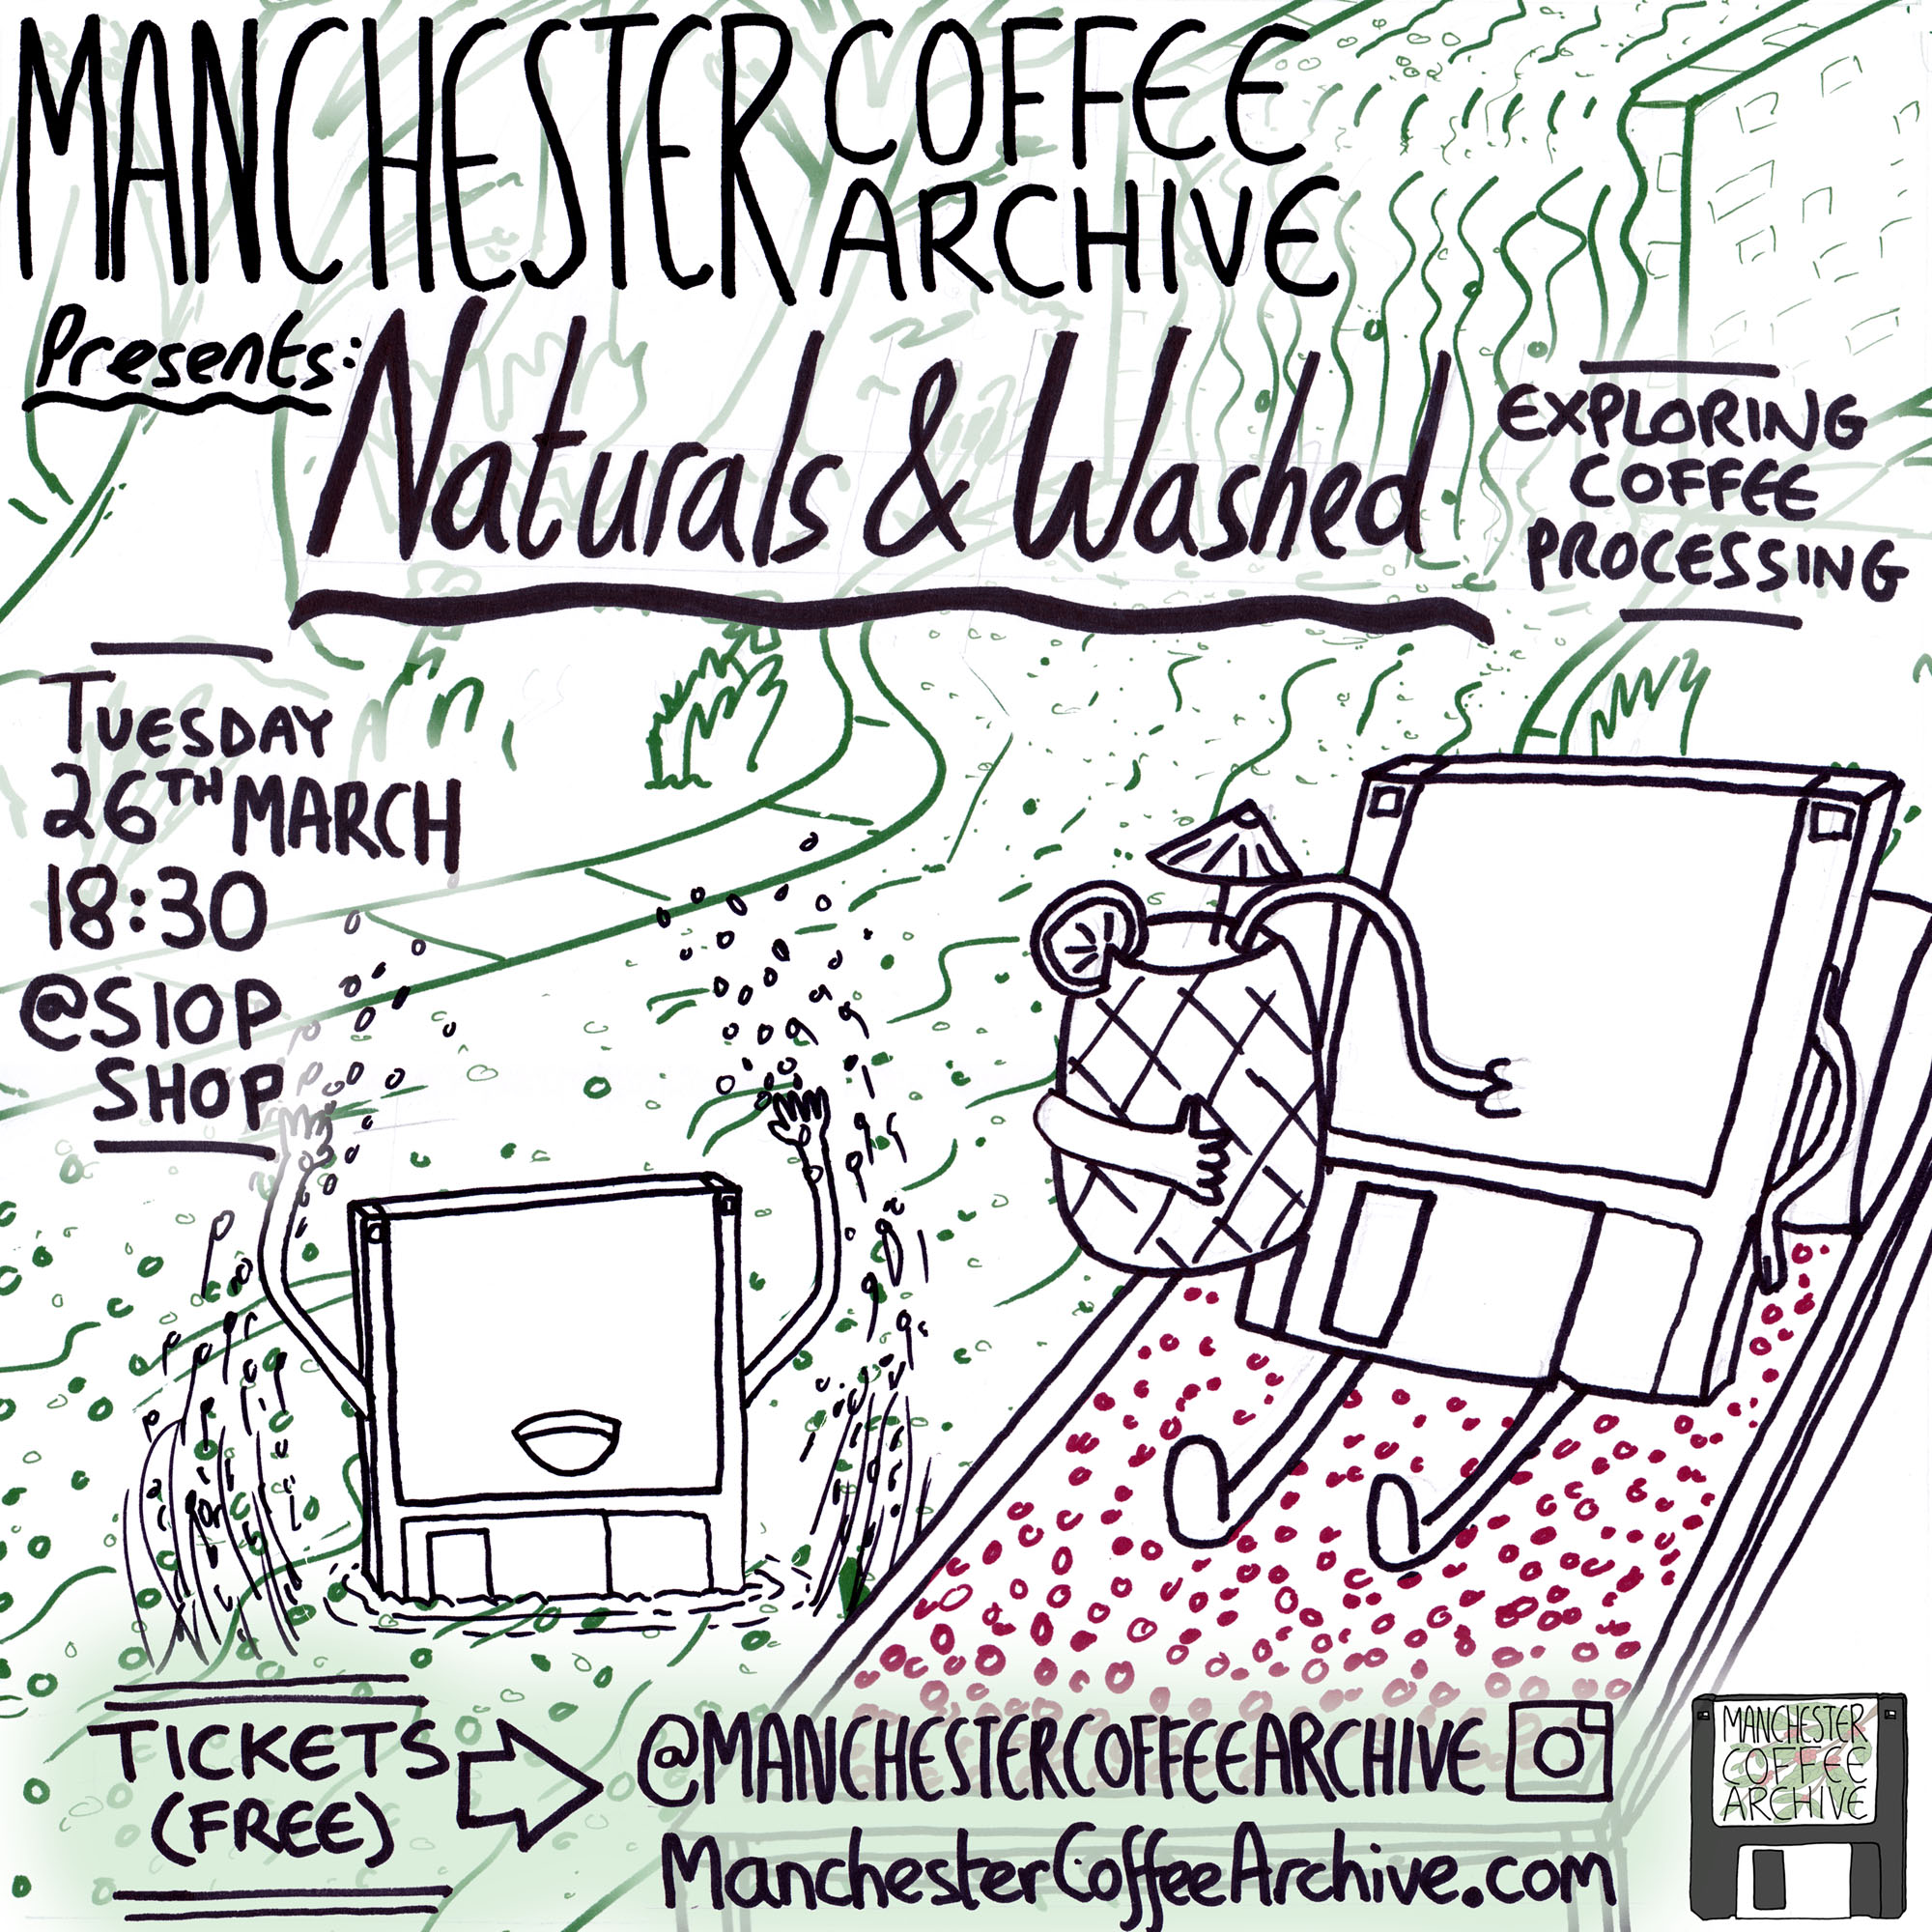 MANCHESTER COFFEE
ARCHIVE
Presents: Naturals & Washed
EXPLORING
COFFEE
PROCESSING
TUESDAY
26TH MARCH
18:30
@SIOP
SHOP
TICKETS
(FREE)
@MANCHESTERCOFFEEARCHIVE
ManchesterCoffeeArchive.com
MANCHESTER
COFFEE
ARCHIVE